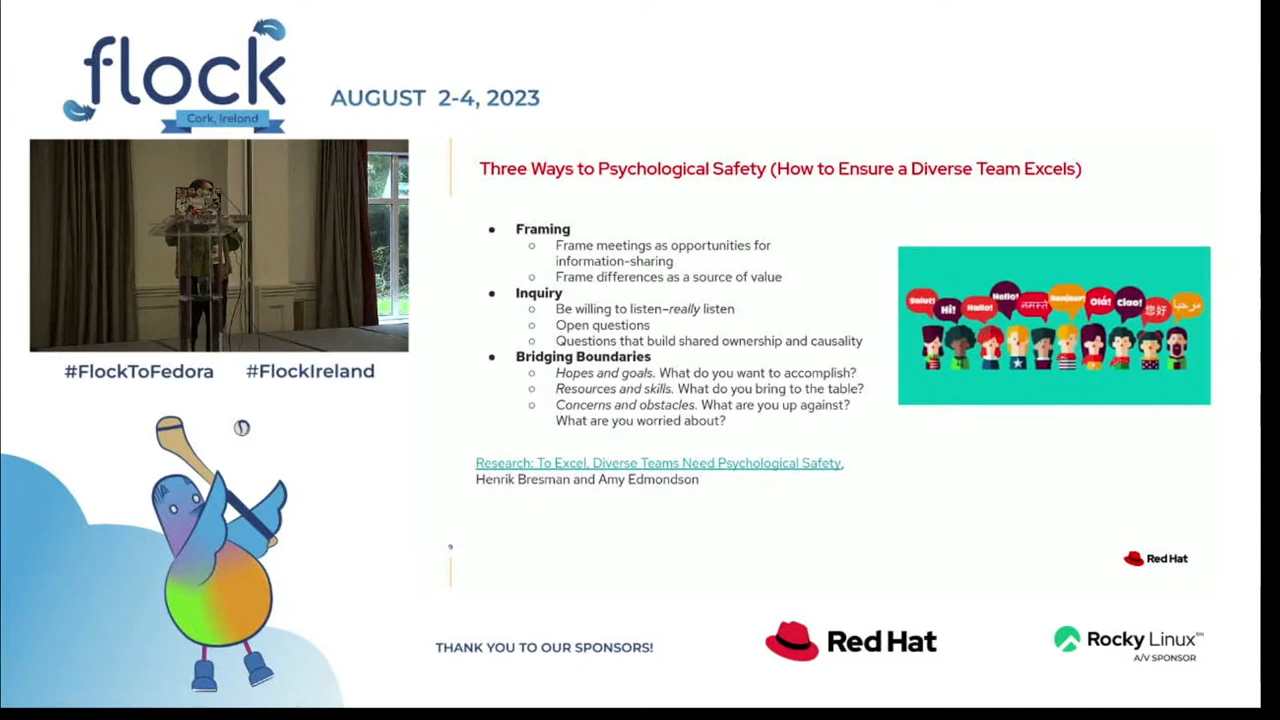 flock
Cork, Ireland
AUGUST 2-4, 2023
Three Ways to Psychological Safety (How to Ensure a Diverse Team Excels)
● Framing
○ Frame meetings as opportunities for
information-sharing
○ Frame differences as a source of value
● Inquiry
○ Be willing to listen–really listen
○ Open questions
○ Questions that build shared ownership and causality
● Bridging Boundaries
○ Hopes and goals. What do you want to accomplish?
○ Resources and skills. What do you bring to the table?
○ Concerns and obstacles. What are you up against?
What are you worried about?
Research: To Excel, Diverse Teams Need Psychological Safety,
Henrik Bresman and Amy Edmondson
Salut!
Hi!
Hallo!
Hello!
नमस्ते
Bonjour!
Olá!
Ciao!
您好
مرحبا
9
Red Hat
#FlockToFedora #FlockIreland
THANK YOU TO OUR SPONSORS!
Red Hat
Rocky Linux™
A/V SPONSOR